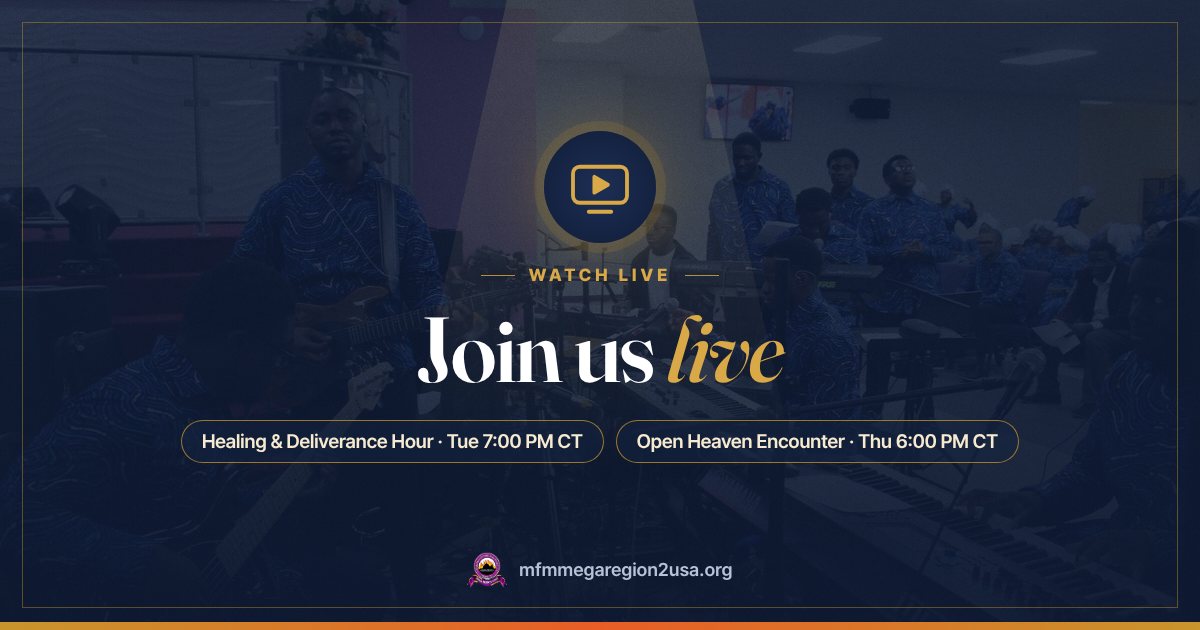 WATCH LIVE
Join us live
Healing & Deliverance Hour · Tue 7:00 PM CT
Open Heaven Encounter · Thu 6:00 PM CT
mfmmegaregion2usa.org